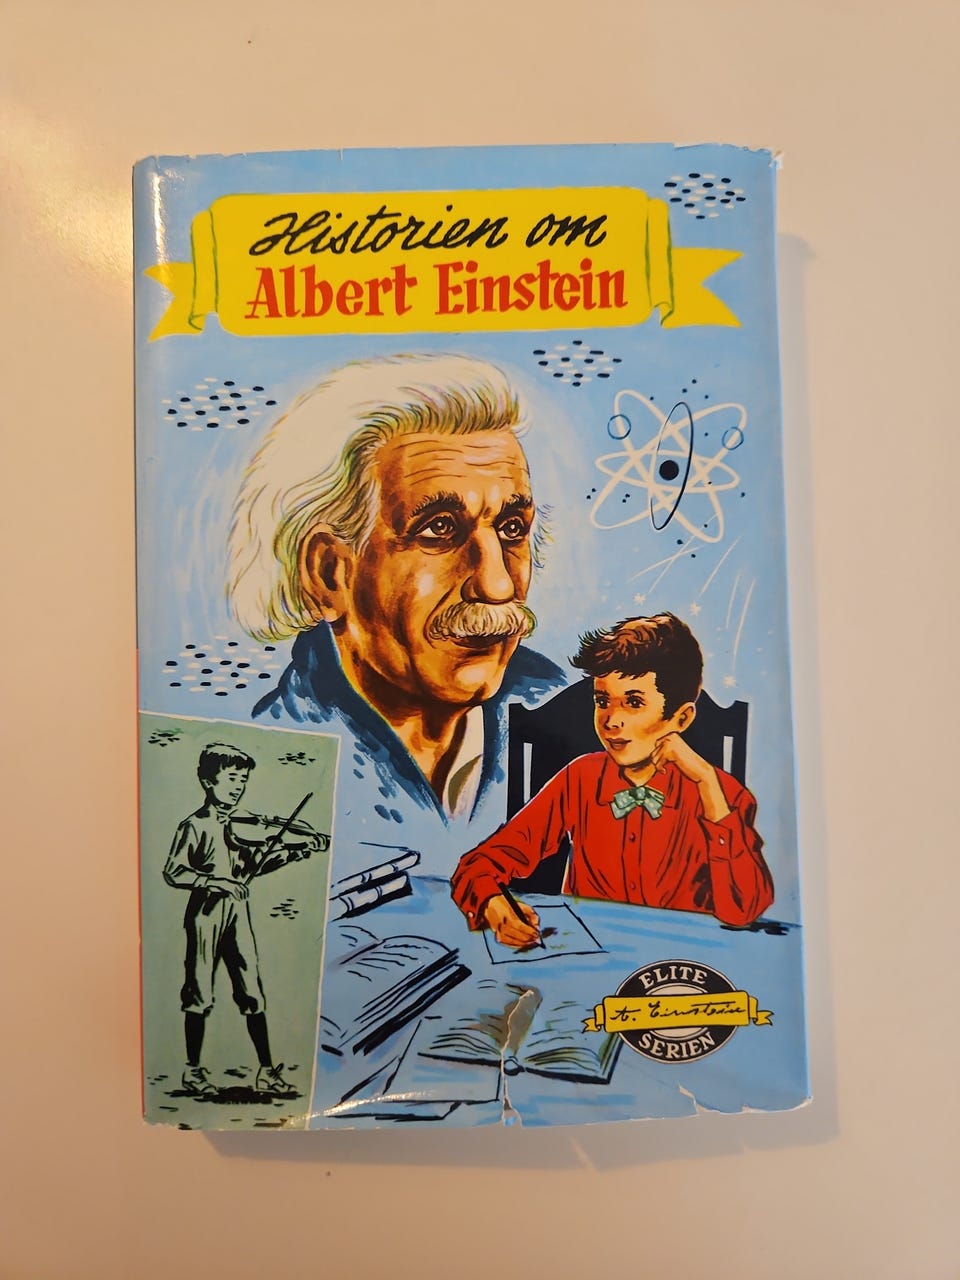 Historien om
Albert Einstein
ELITE
A. Einstein
SERIEN